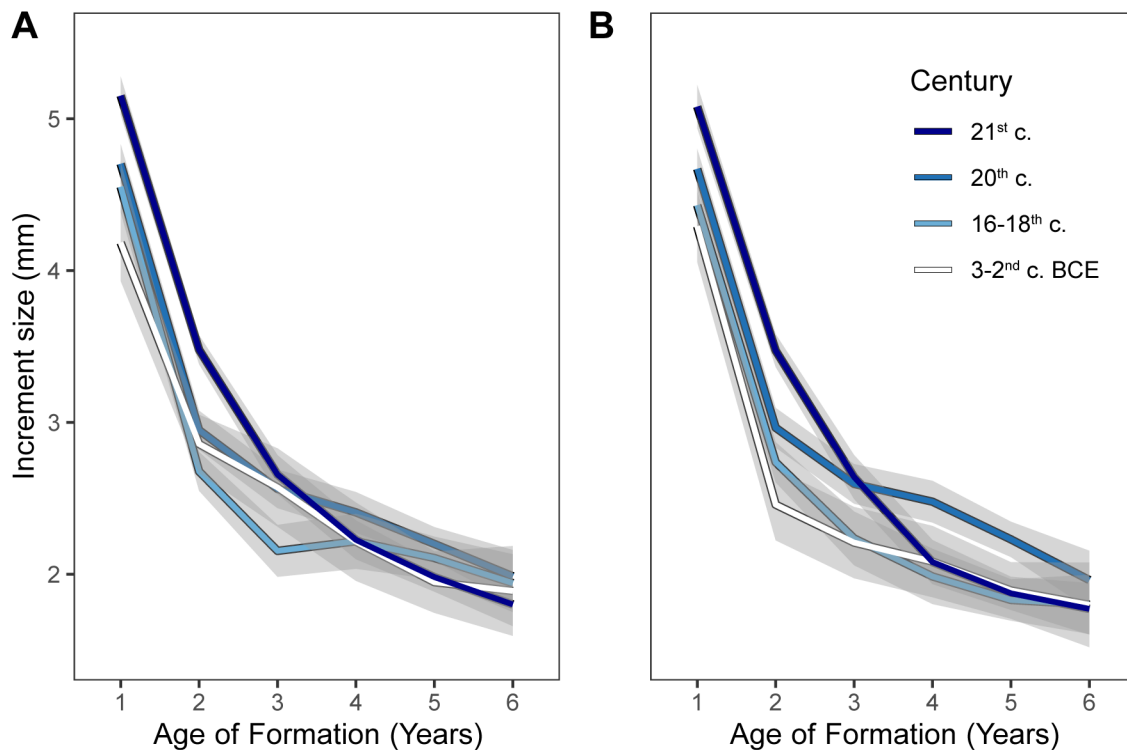 A
B
Century
21st c.
20th c.
16-18th c.
3-2nd c. BCE
Increment size (mm)
5
4
3
2
1 2 3 4 5 6
1 2 3 4 5 6
Age of Formation (Years)
Age of Formation (Years)